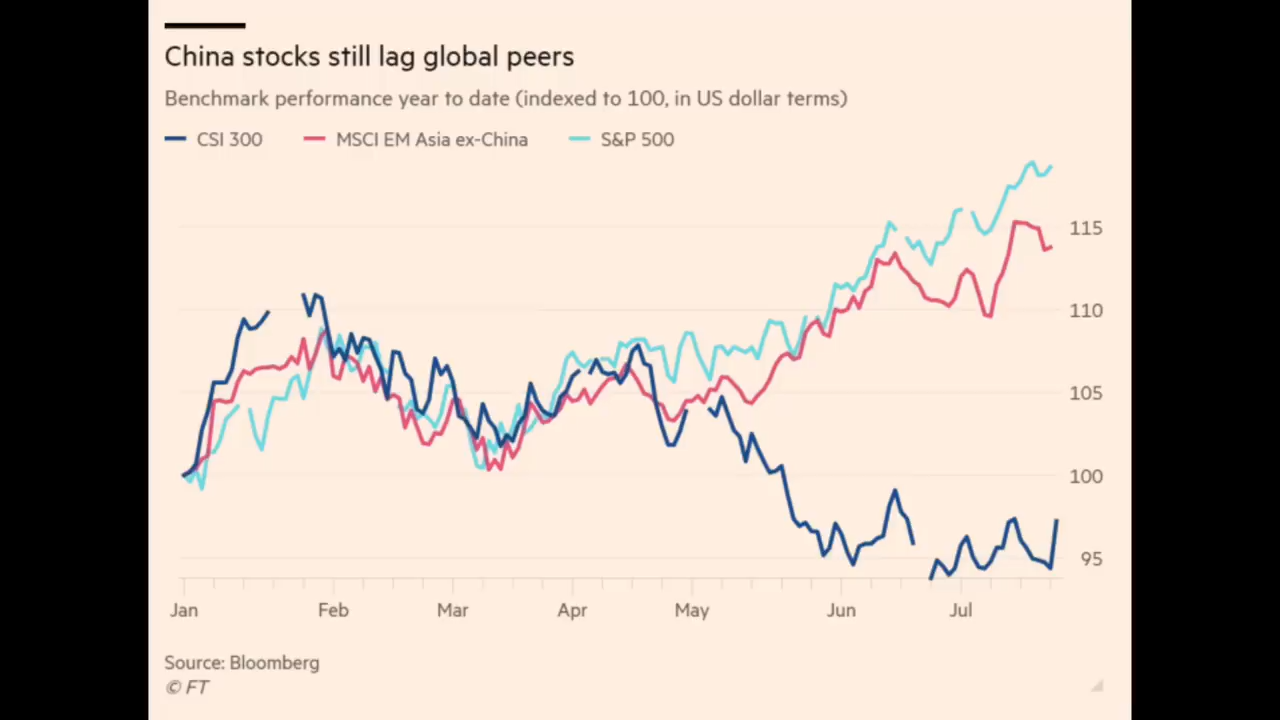 China stocks still lag global peers
Benchmark performance year to date (indexed to 100, in US dollar terms)
CSI 300 MSCI EM Asia ex-China S&P 500
115
110
105
100
95
Jan Feb Mar Apr May Jun Jul
Source: Bloomberg
© FT